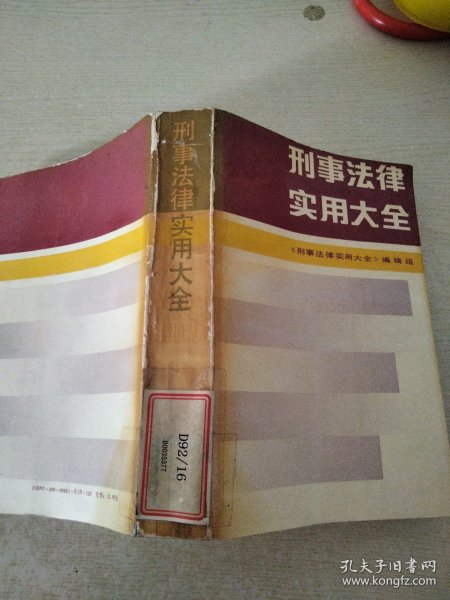 刑事法律
实用大全
《刑事法律实用大全》编辑组
刑事法律实用大全
D92/16
B0035377
孔夫子旧书网
www.kongfz.com